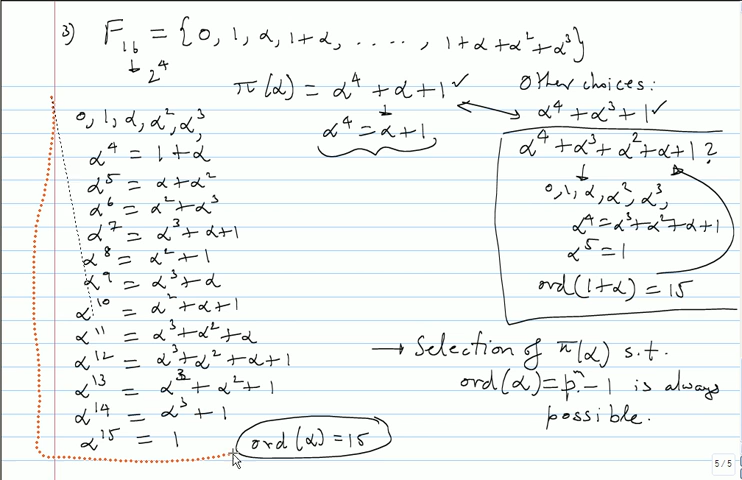 3) F₁₆ = {0, 1, α, 1+α, ...., 1+α+α²+α³}
↳ 2⁴
π(α) = α⁴ + α + 1 ✓
α⁴ = α+1,
Other choices:
α⁴ + α³ + 1 ✓
α⁴ + α³ + α² + α + 1 ?
0, 1, α, α², α³,
α⁴ = α³+α²+α+1
α⁵ = 1
ord(1+α) = 15
0, 1, α, α², α³,
α⁴ = 1+α
α⁵ = α+α²
α⁶ = α²+α³
α⁷ = α³+α+1
α⁸ = α²+1
α⁹ = α³+α
α¹⁰ = α²+α+1
α¹¹ = α³+α²+α
α¹² = α³+α²+α+1
α¹³ = α³+α²+1
α¹⁴ = α³+1
α¹⁵ = 1
ord(α) = 15
→ Selection of π(α) s.t.
ord(α) = pⁿ-1 is always
possible.
5/5